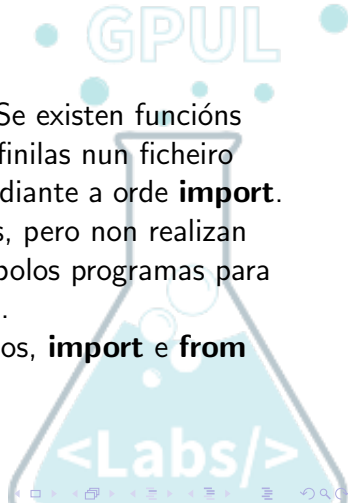 GPUL
Se existen funcións
finilas nun ficheiro
diante a orde import.
s, pero non realizan
polos programas para
.
os, import e from
<Labs/>